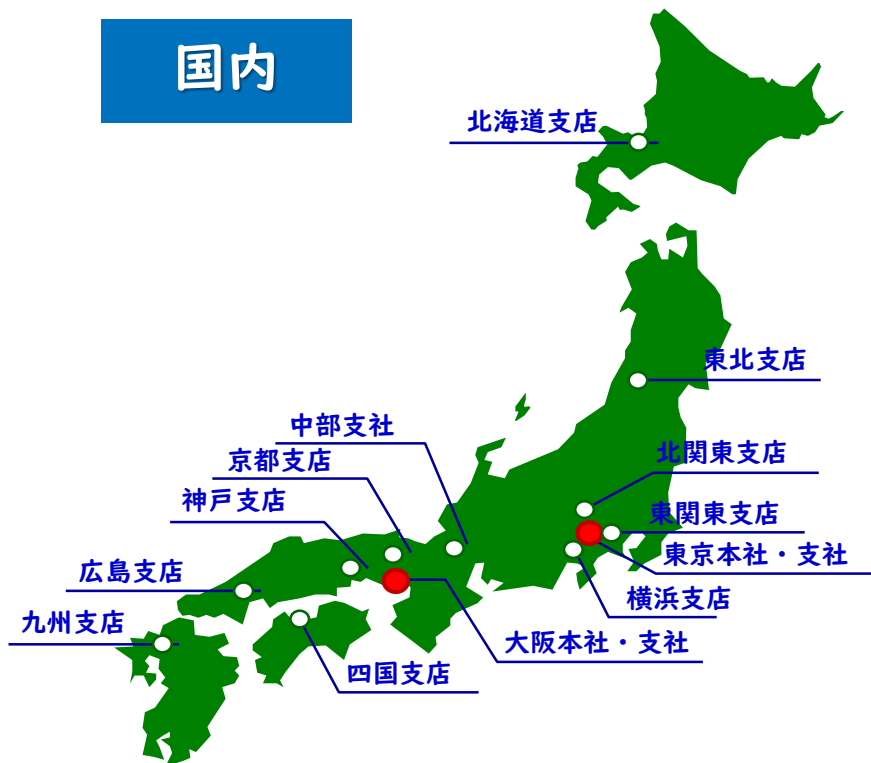 国内
北海道支店
東北支店
中部支社
北関東支店
京都支店
神戸支店
東関東支店
東京本社・支社
広島支店
横浜支店
九州支店
大阪本社・支社
四国支店